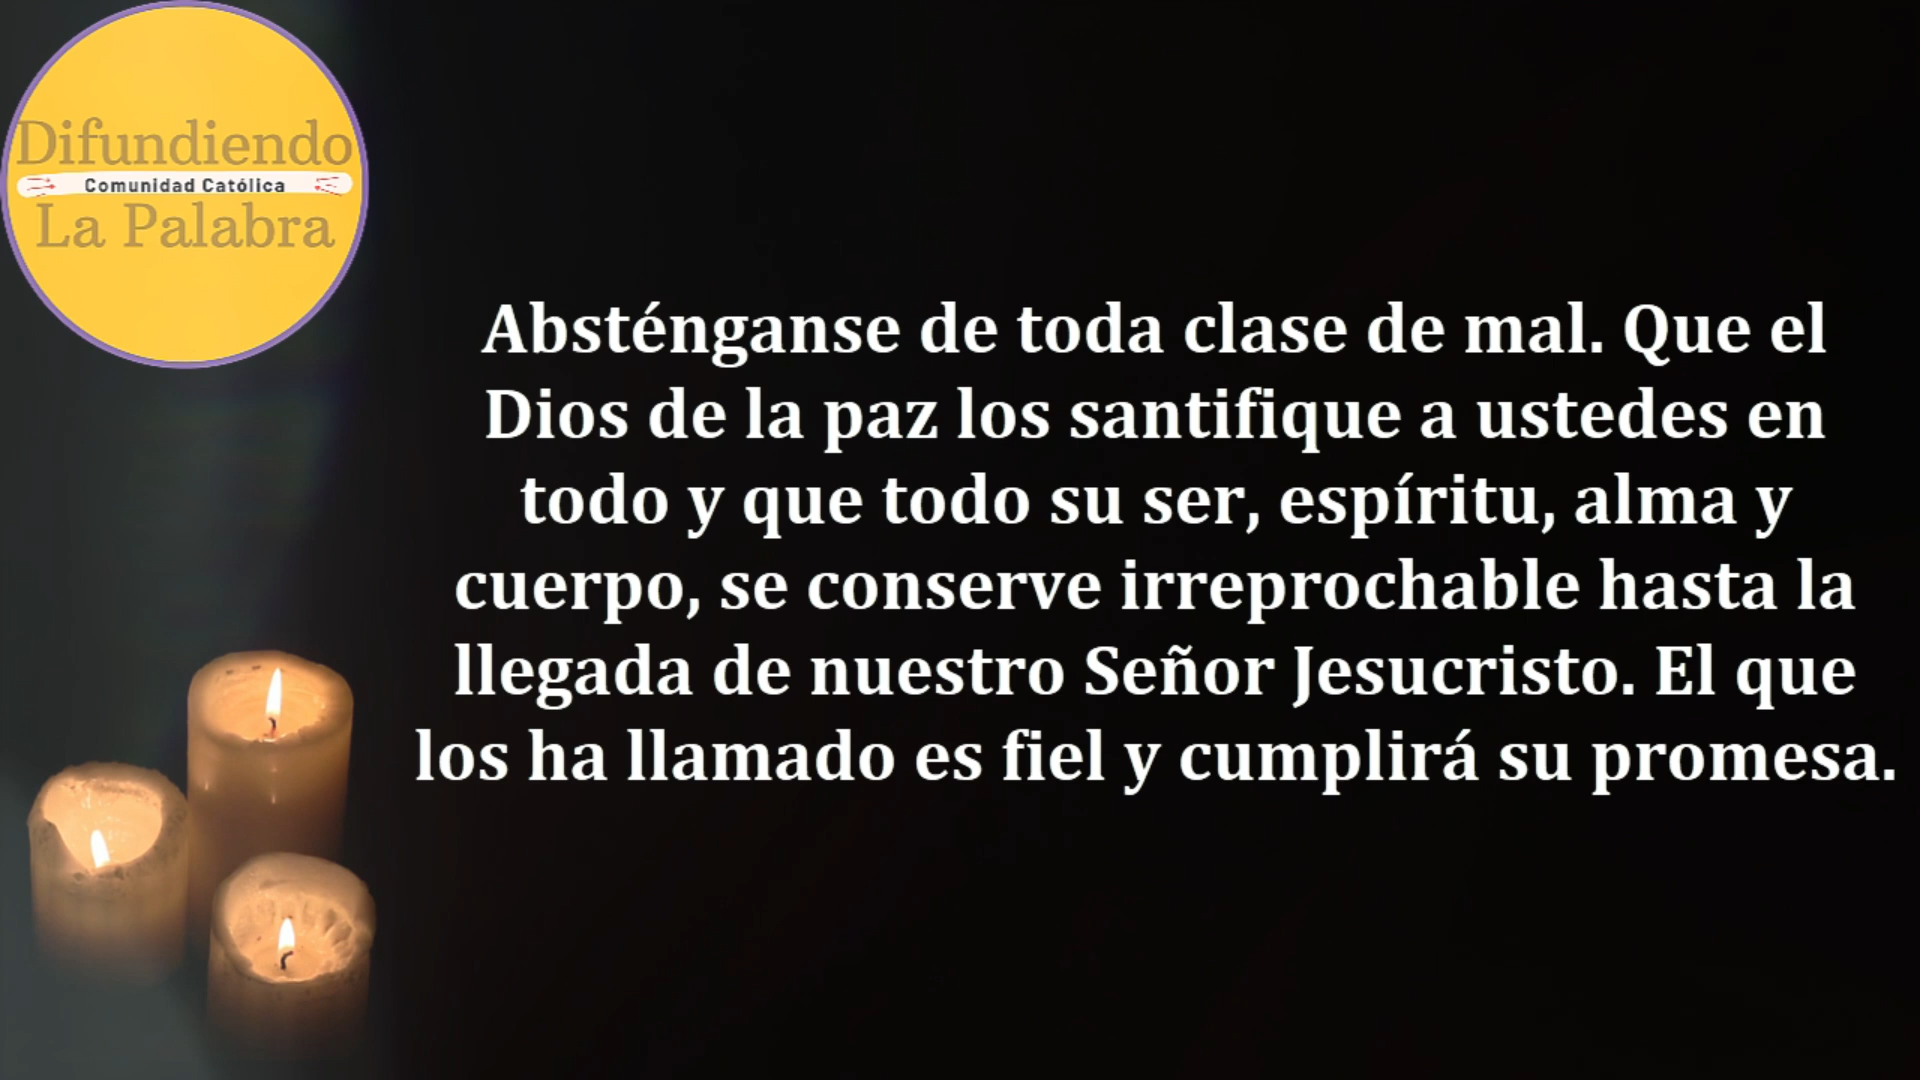 Difundiendo
Comunidad Católica
La Palabra
Absténganse de toda clase de mal. Que el
Dios de la paz los santifique a ustedes en
todo y que todo su ser, espíritu, alma y
cuerpo, se conserve irreprochable hasta la
llegada de nuestro Señor Jesucristo. El que
los ha llamado es fiel y cumplirá su promesa.